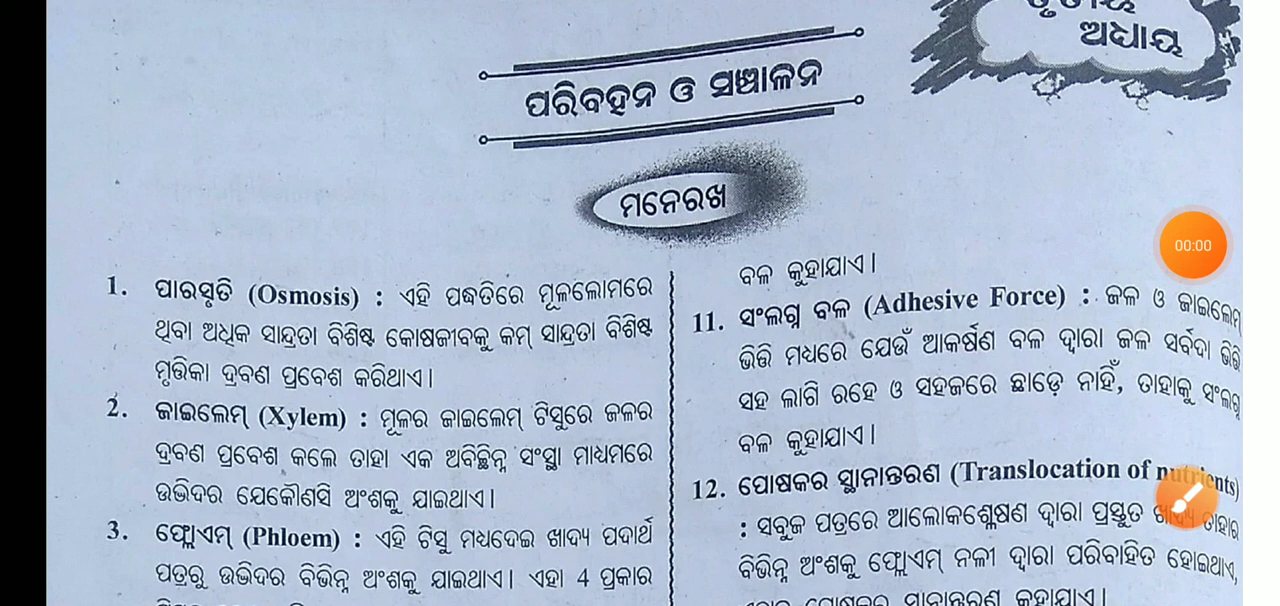 ତୃତୀୟ
ଅଧ୍ୟାୟ
ପରିବହନ ଓ ସଞ୍ଚାଳନ
ମନେରଖ
1. ପାରସୃତି (Osmosis) : ଏହି ପଦ୍ଧତିରେ ମୂଳଲୋମରେ
ଥିବା ଅଧିକ ସାନ୍ଦ୍ରତା ବିଶିଷ୍ଟ କୋଷଜୀବକୁ କମ୍ ସାନ୍ଦ୍ରତା ବିଶିଷ୍ଟ
ମୃତ୍ତିକା ଦ୍ରବଣ ପ୍ରବେଶ କରିଥାଏ।
2. ଜାଇଲେମ୍ (Xylem) : ମୂଳର ଜାଇଲେମ୍ ଟିସୁରେ ଜଳର
ଦ୍ରବଣ ପ୍ରବେଶ କଲେ ତାହା ଏକ ଅବିଚ୍ଛିନ୍ନ ସଂସ୍ଥା ମାଧ୍ୟମରେ
ଉଦ୍ଭିଦର ଯେକୌଣସି ଅଂଶକୁ ଯାଇଥାଏ।
3. ଫ୍ଲୋଏମ୍ (Phloem) : ଏହି ଟିସୁ ମଧ୍ୟଦେଇ ଖାଦ୍ୟ ପଦାର୍ଥ
ପତ୍ରରୁ ଉଦ୍ଭିଦର ବିଭିନ୍ନ ଅଂଶକୁ ଯାଇଥାଏ। ଏହା 4 ପ୍ରକାର
ବଳ କୁହାଯାଏ।
11. ସଂଲଗ୍ନ ବଳ (Adhesive Force) : ଜଳ ଓ ଜାଇଲେମ୍
ଭିତ୍ତି ମଧ୍ୟରେ ଯେଉଁ ଆକର୍ଷଣ ବଳ ଦ୍ୱାରା ଜଳ ସର୍ବଦା ଭିତ୍ତି
ସହ ଲାଗି ରହେ ଓ ସହଜରେ ଛାଡ଼େ ନାହିଁ, ତାହାକୁ ସଂଲଗ୍ନ
ବଳ କୁହାଯାଏ।
12. ପୋଷକର ସ୍ଥାନାନ୍ତରଣ (Translocation of nutrients)
: ସବୁଜ ପତ୍ରରେ ଆଲୋକଶ୍ଳେଷଣ ଦ୍ୱାରା ପ୍ରସ୍ତୁତ ଖାଦ୍ୟ ତାହାର
ବିଭିନ୍ନ ଅଂଶକୁ ଫ୍ଲୋଏମ୍ ନଳୀ ଦ୍ୱାରା ପରିବାହିତ ହୋଇଥାଏ,
ପୋଷକର ସ୍ଥାନାନ୍ତରଣ କୁହାଯାଏ।
00:00